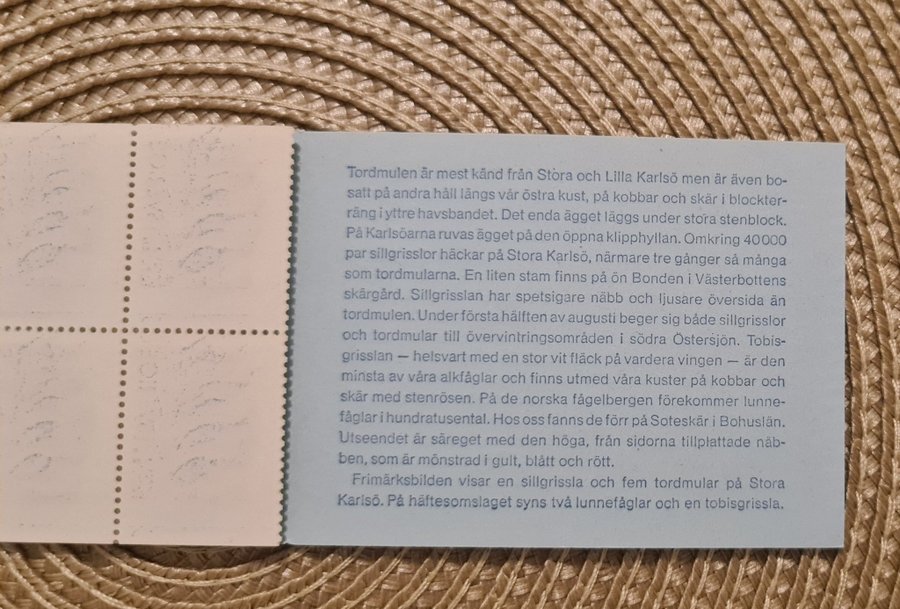 Tordmulen är mest känd från Stora och Lilla Karlsö men är även bo-
satt på andra håll längs vår östra kust, på kobbar och skär i blockter-
räng i yttre havsbandet. Det enda ägget läggs under stora stenblock.
På Karlsöarna ruvas ägget på den öppna klipphyllan. Omkring 40000
par sillgrisslor häckar på Stora Karlsö, närmare tre gånger så många
som tordmularna. En liten stam finns på ön Bonden i Västerbottens
skärgård. Sillgrisslan har spetsigare näbb och ljusare översida än
tordmulen. Under första hälften av augusti beger sig både sillgrisslor
och tordmular till övervintringsområden i södra Östersjön. Tobis-
grisslan — helsvart med en stor vit fläck på vardera vingen — är den
minsta av våra alkfåglar och finns utmed våra kuster på kobbar och
skär med stenrösen. På de norska fågelbergen förekommer lunne-
fåglar i hundratusental. Hos oss fanns de förr på Soteskär i Bohuslän.
Utseendet är säreget med den höga, från sidorna tillplattade näb-
ben, som är mönstrad i gult, blått och rött.
Frimärksbilden visar en sillgrissla och fem tordmular på Stora
Karlsö. På häftesomslaget syns två lunnefåglar och en tobisgrissla.